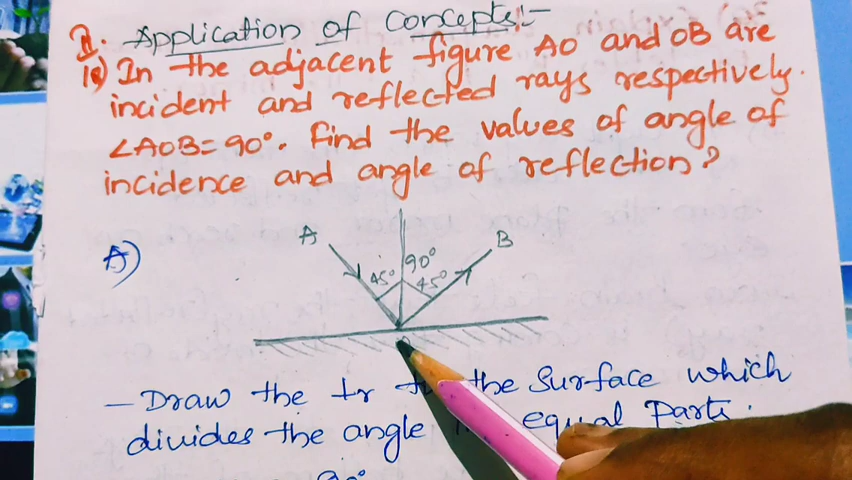 II. Application of Concepts:-
1Q) In the adjacent figure AO and OB are
incident and reflected rays respectively.
∠AOB=90°. Find the values of angle of
incidence and angle of reflection?
A)
A
B
90°
45° 45°
- Draw the ⊥r the Surface which
divides the angle equal Parts.
90°